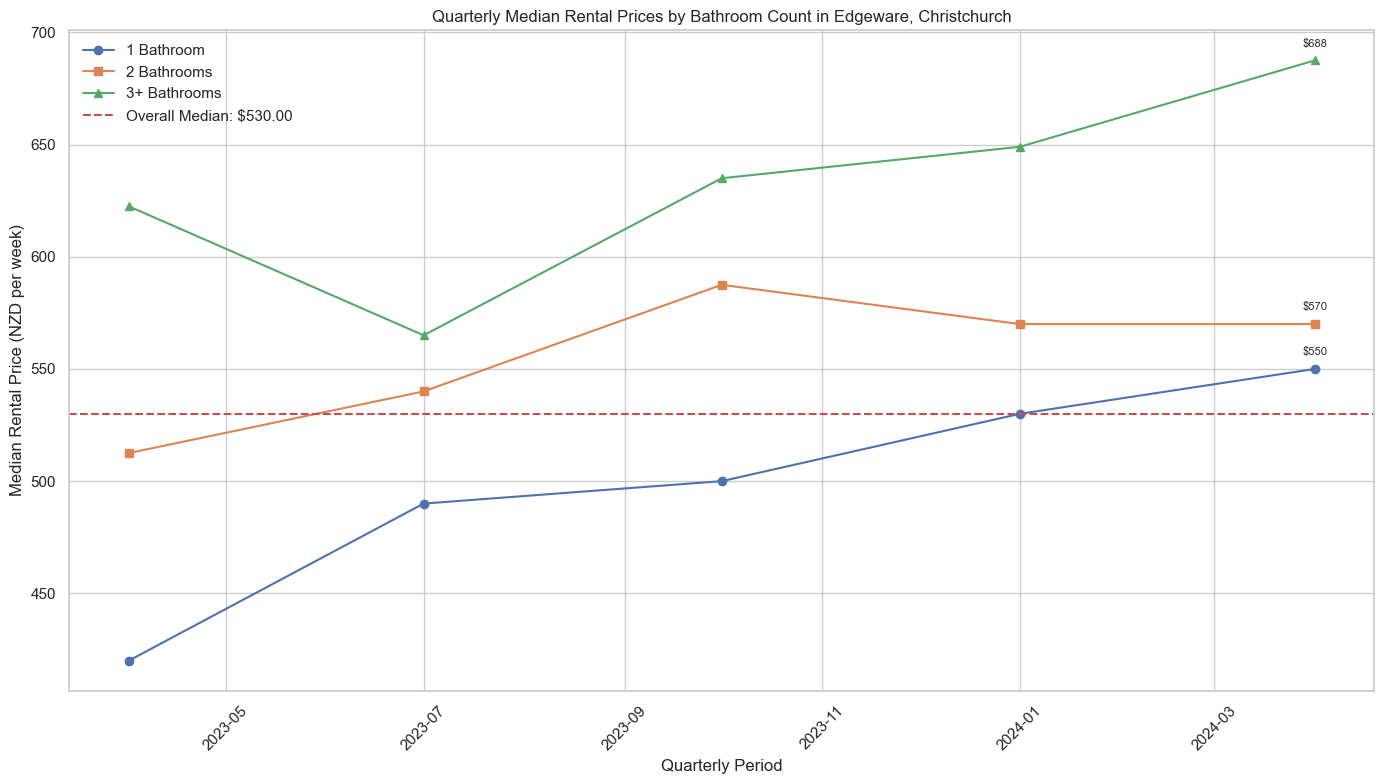 Quarterly Median Rental Prices by Bathroom Count in Edgeware, Christchurch
1 Bathroom
2 Bathrooms
3+ Bathrooms
Overall Median: $530.00
$688
$570
$550
Median Rental Price (NZD per week)
700
650
600
550
500
450
2023-05
2023-07
2023-09
2023-11
2024-01
2024-03
Quarterly Period